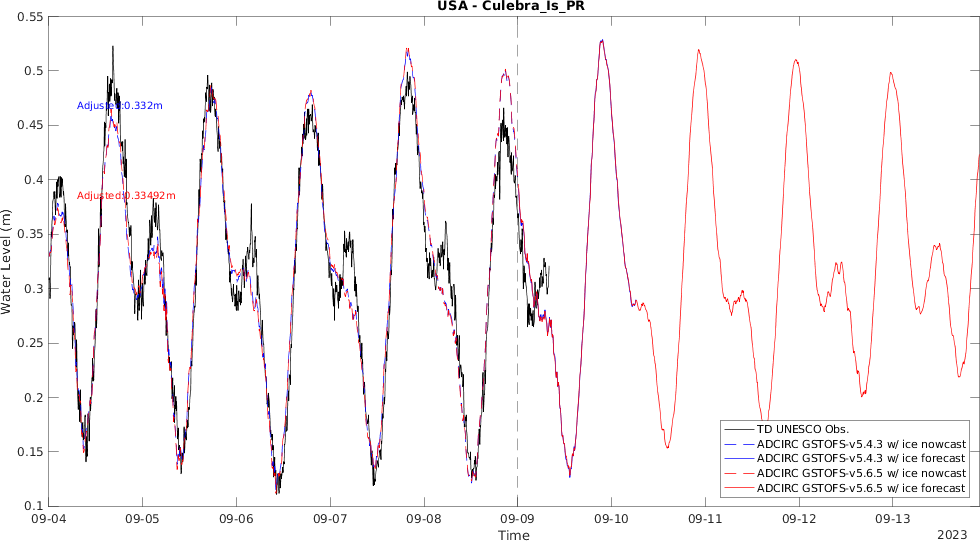 USA - Culebra_Is_PR
0.55
0.5
0.45
0.4
0.35
0.3
0.25
0.2
0.15
0.1
Water Level (m)
Adjusted:0.332m
Adjusted:0.33492m
TD UNESCO Obs.
ADCIRC GSTOFS-v5.4.3 w/ ice nowcast
ADCIRC GSTOFS-v5.4.3 w/ ice forecast
ADCIRC GSTOFS-v5.6.5 w/ ice nowcast
ADCIRC GSTOFS-v5.6.5 w/ ice forecast
09-04 09-05 09-06 09-07 09-08 09-09 09-10 09-11 09-12 09-13
Time
2023